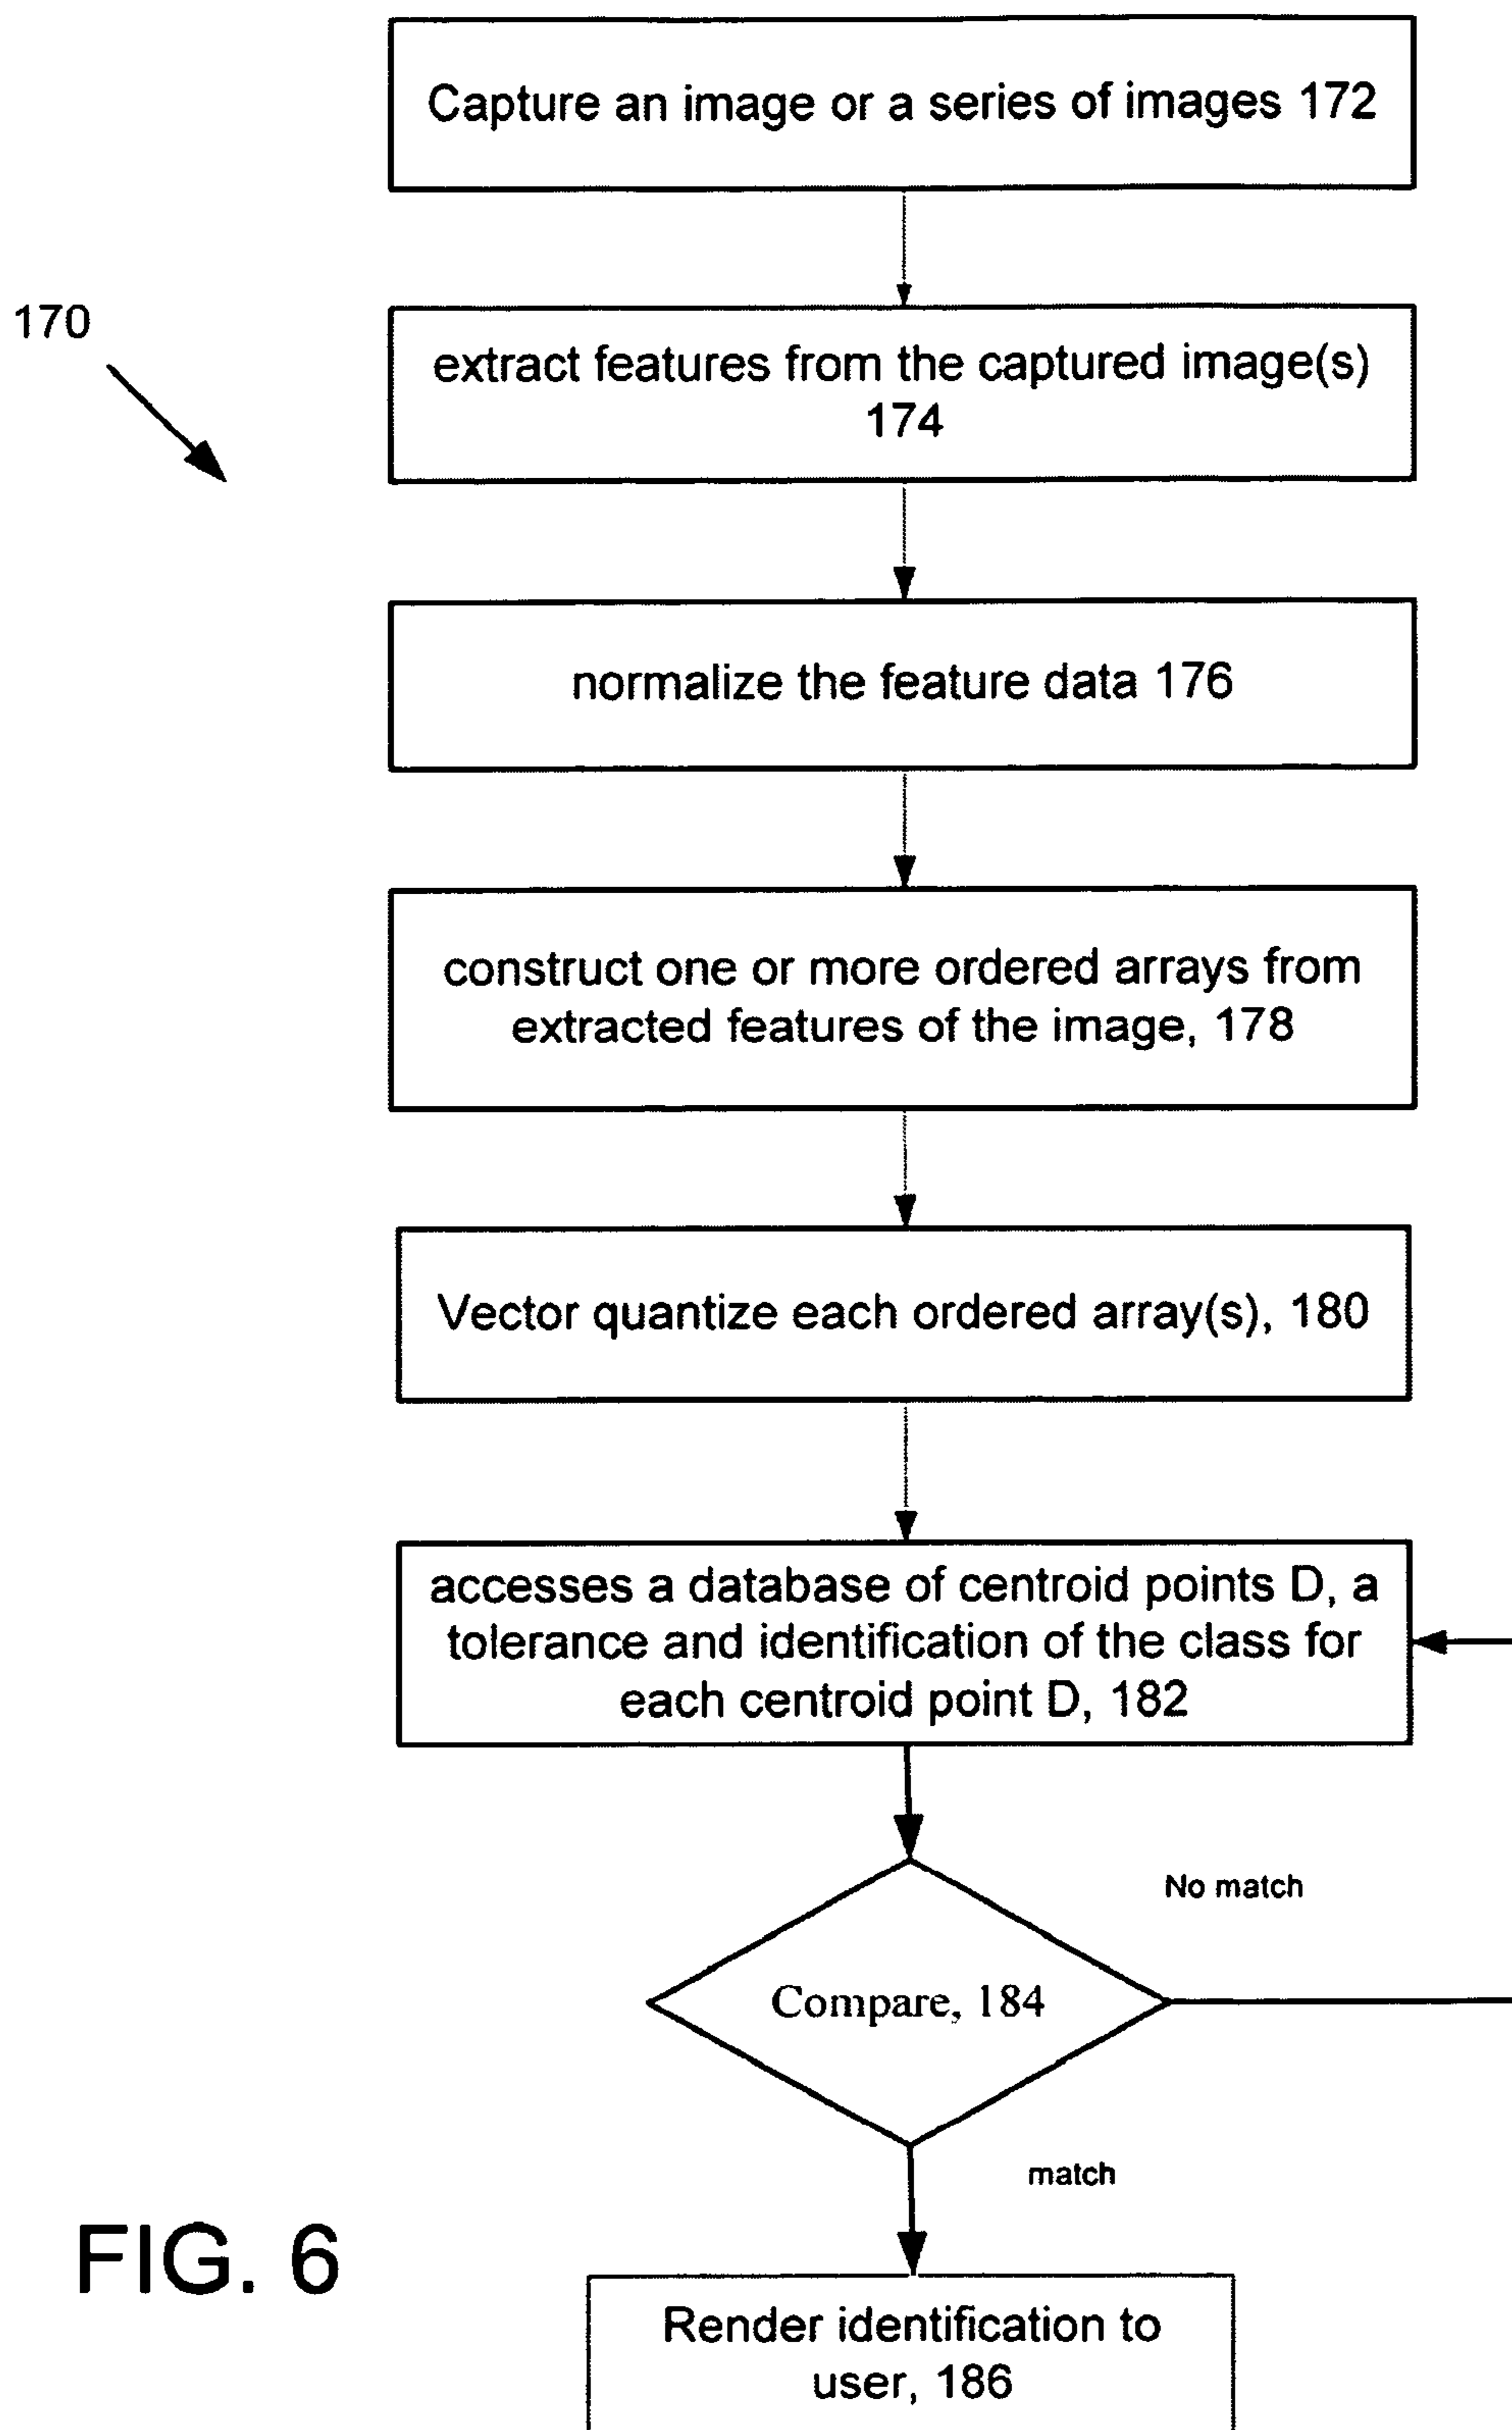 Capture an image or a series of images 172
170
extract features from the captured image(s)
174
normalize the feature data 176
construct one or more ordered arrays from
extracted features of the image, 178
Vector quantize each ordered array(s), 180
accesses a database of centroid points D, a
tolerance and identification of the class for
each centroid point D, 182
No match
Compare, 184
match
FIG. 6
Render identification to
user, 186